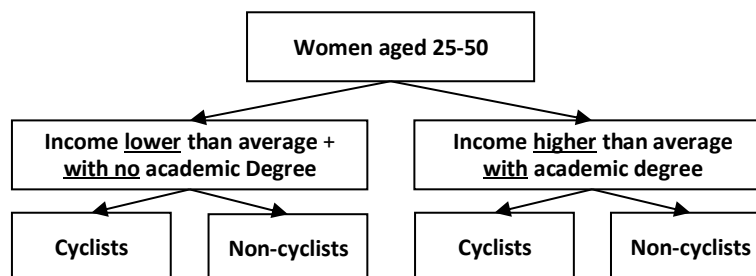 Women aged 25-50
Income lower than average +
with no academic Degree
Income higher than average
with academic degree
Cyclists
Non-cyclists
Cyclists
Non-cyclists